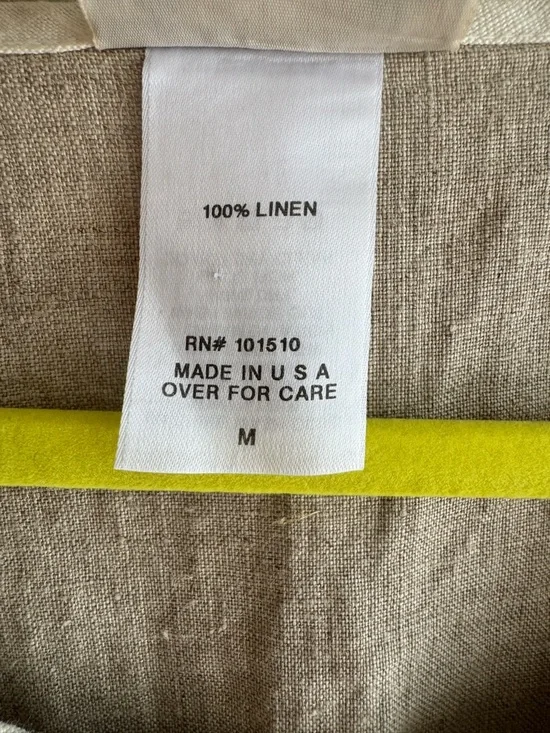 100% LINEN
RN# 101510
MADE IN U S A
OVER FOR CARE
M